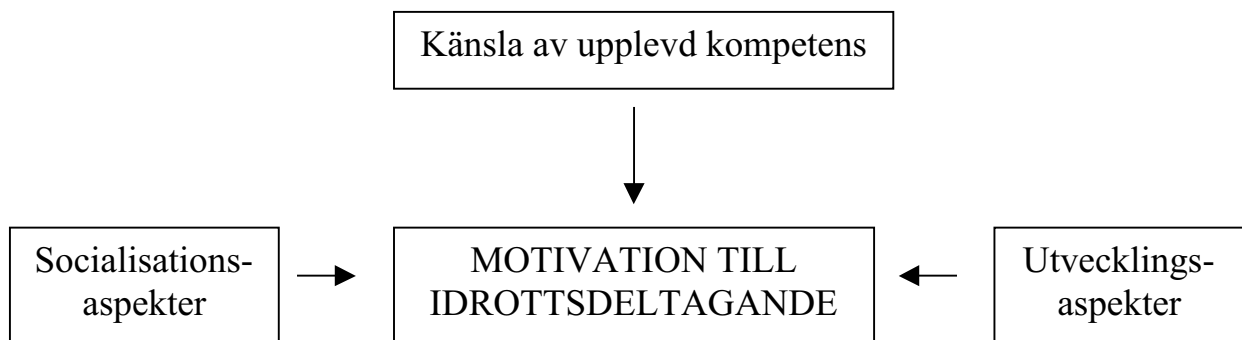 Känsla av upplevd kompetens
Socialisations-
aspekter
MOTIVATION TILL
IDROTTSDELTAGANDE
Utvecklings-
aspekter